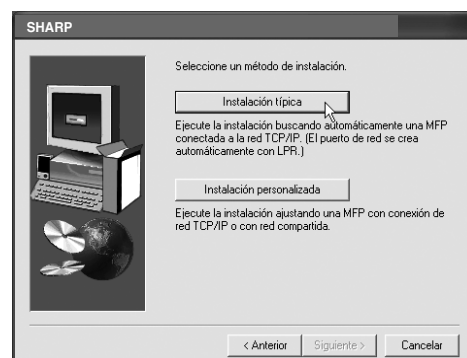 SHARP
Seleccione un método de instalación.
Instalación típica
Ejecute la instalación buscando automáticamente una MFP
conectada a la red TCP/IP. (El puerto de red se crea
automáticamente con LPR.)
Instalación personalizada
Ejecute la instalación ajustando una MFP con conexión de
red TCP/IP o con red compartida.
< Anterior
Siguiente >
Cancelar